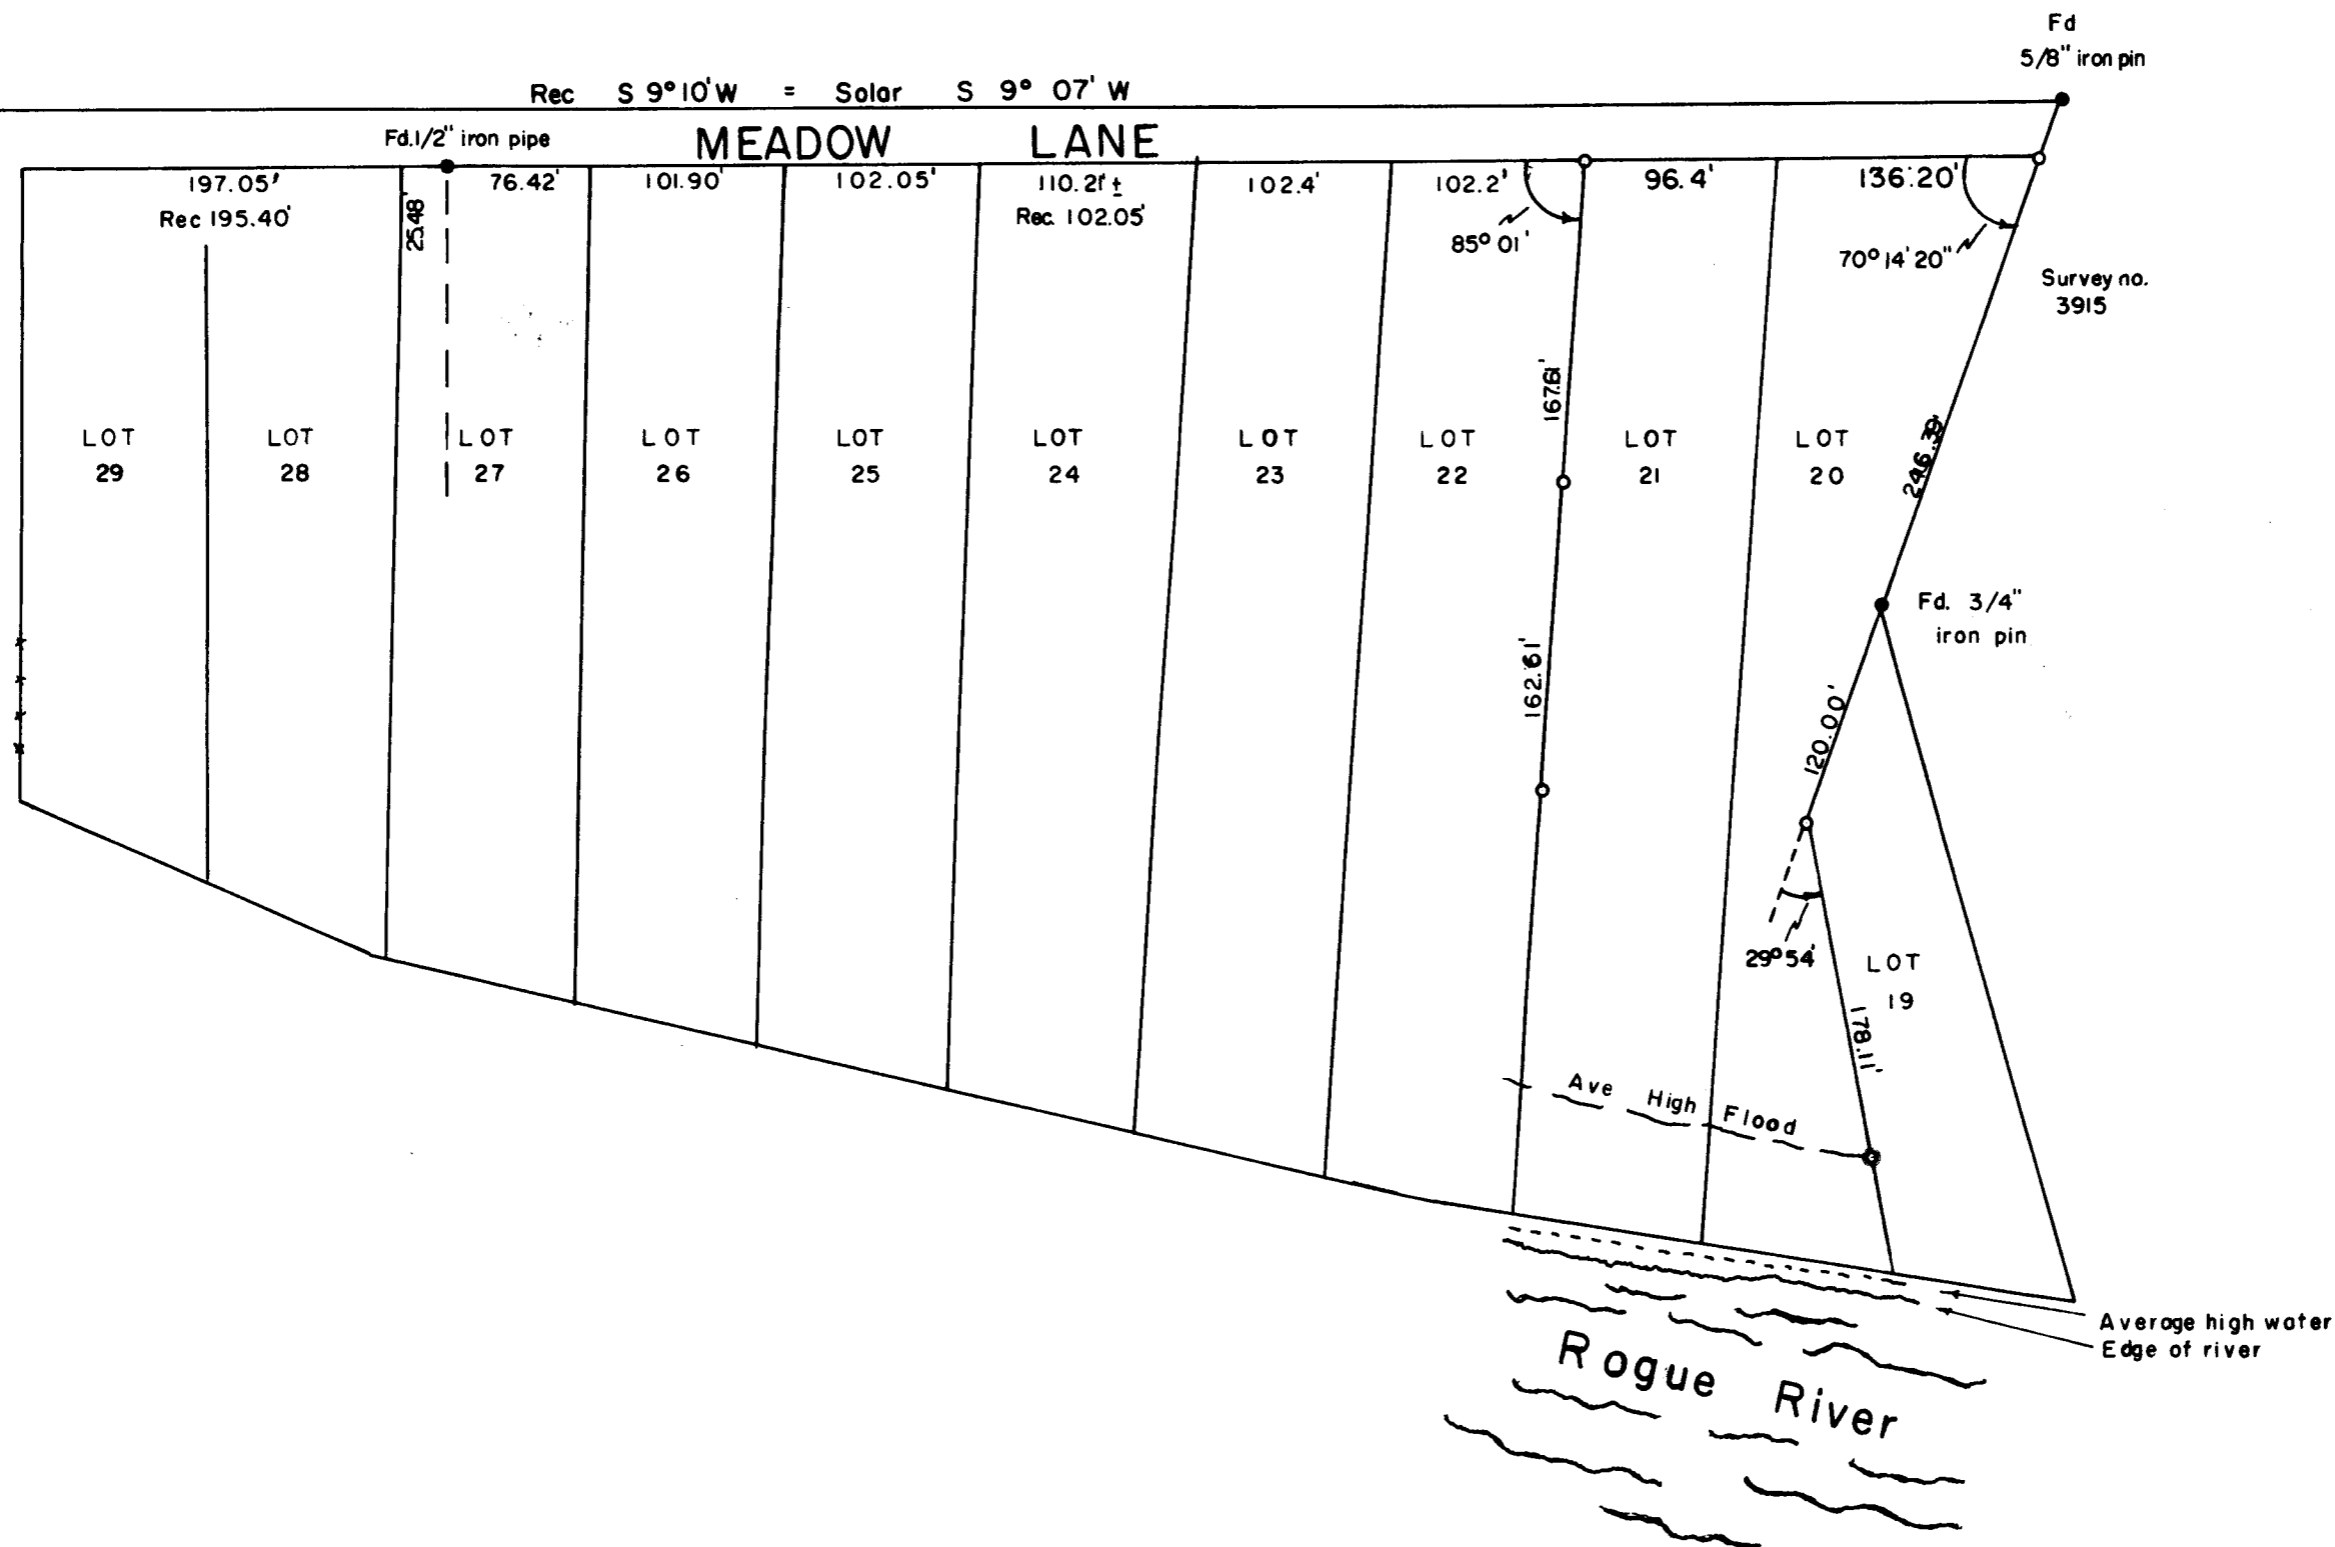 Fd
5/8" iron pin
Rec S 9° 10' W = Solar S 9° 07' W
Fd. 1/2" iron pipe
MEADOW LANE
197.05'
Rec 195.40'
25.48'
76.42'
101.90'
102.05'
110.21' ±
Rec. 102.05'
102.4'
102.2'
85° 01'
96.4'
136.20'
70° 14' 20"
Survey no.
3915
167.61'
246.39'
LOT
29
LOT
28
LOT
27
LOT
26
LOT
25
LOT
24
LOT
23
LOT
22
LOT
21
LOT
20
Fd. 3/4"
iron pin
162.61'
120.00'
29° 54'
LOT
19
178.11'
Ave High Flood
Average high water
Edge of river
Rogue River